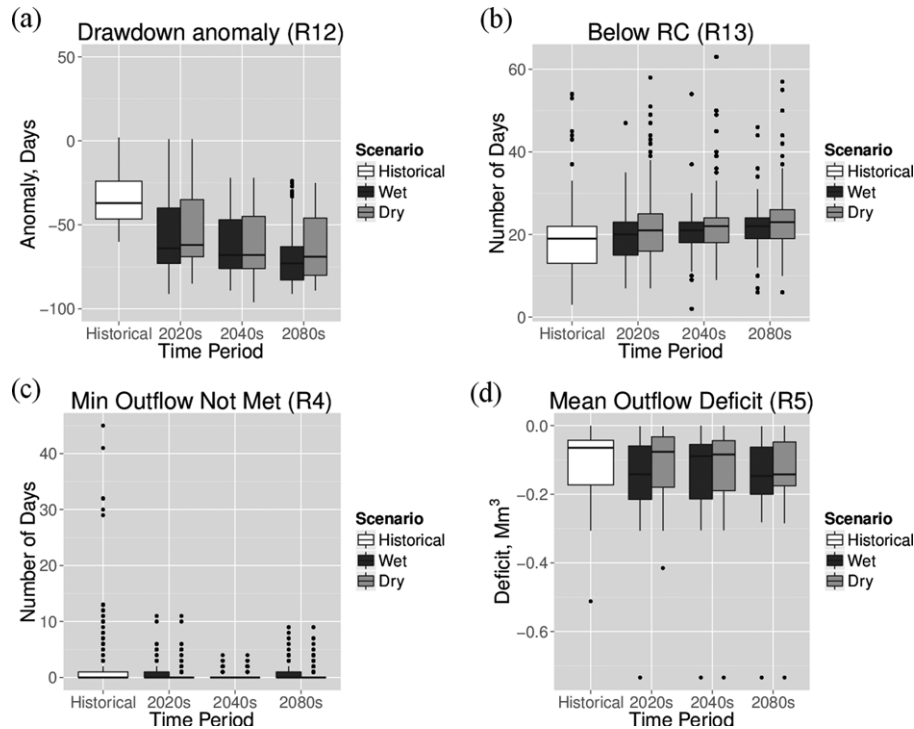 (a)
Drawdown anomaly (R12)
Anomaly, Days
50
0
−50
−100
Historical 2020s 2040s 2080s
Time Period
Scenario
Historical
Wet
Dry
(b)
Below RC (R13)
Number of Days
60
40
20
0
Historical 2020s 2040s 2080s
Time Period
Scenario
Historical
Wet
Dry
(c)
Min Outflow Not Met (R4)
Number of Days
40
30
20
10
0
Historical 2020s 2040s 2080s
Time Period
Scenario
Historical
Wet
Dry
(d)
Mean Outflow Deficit (R5)
Deficit, Mm³
0.0
−0.2
−0.4
−0.6
Historical 2020s 2040s 2080s
Time Period
Scenario
Historical
Wet
Dry